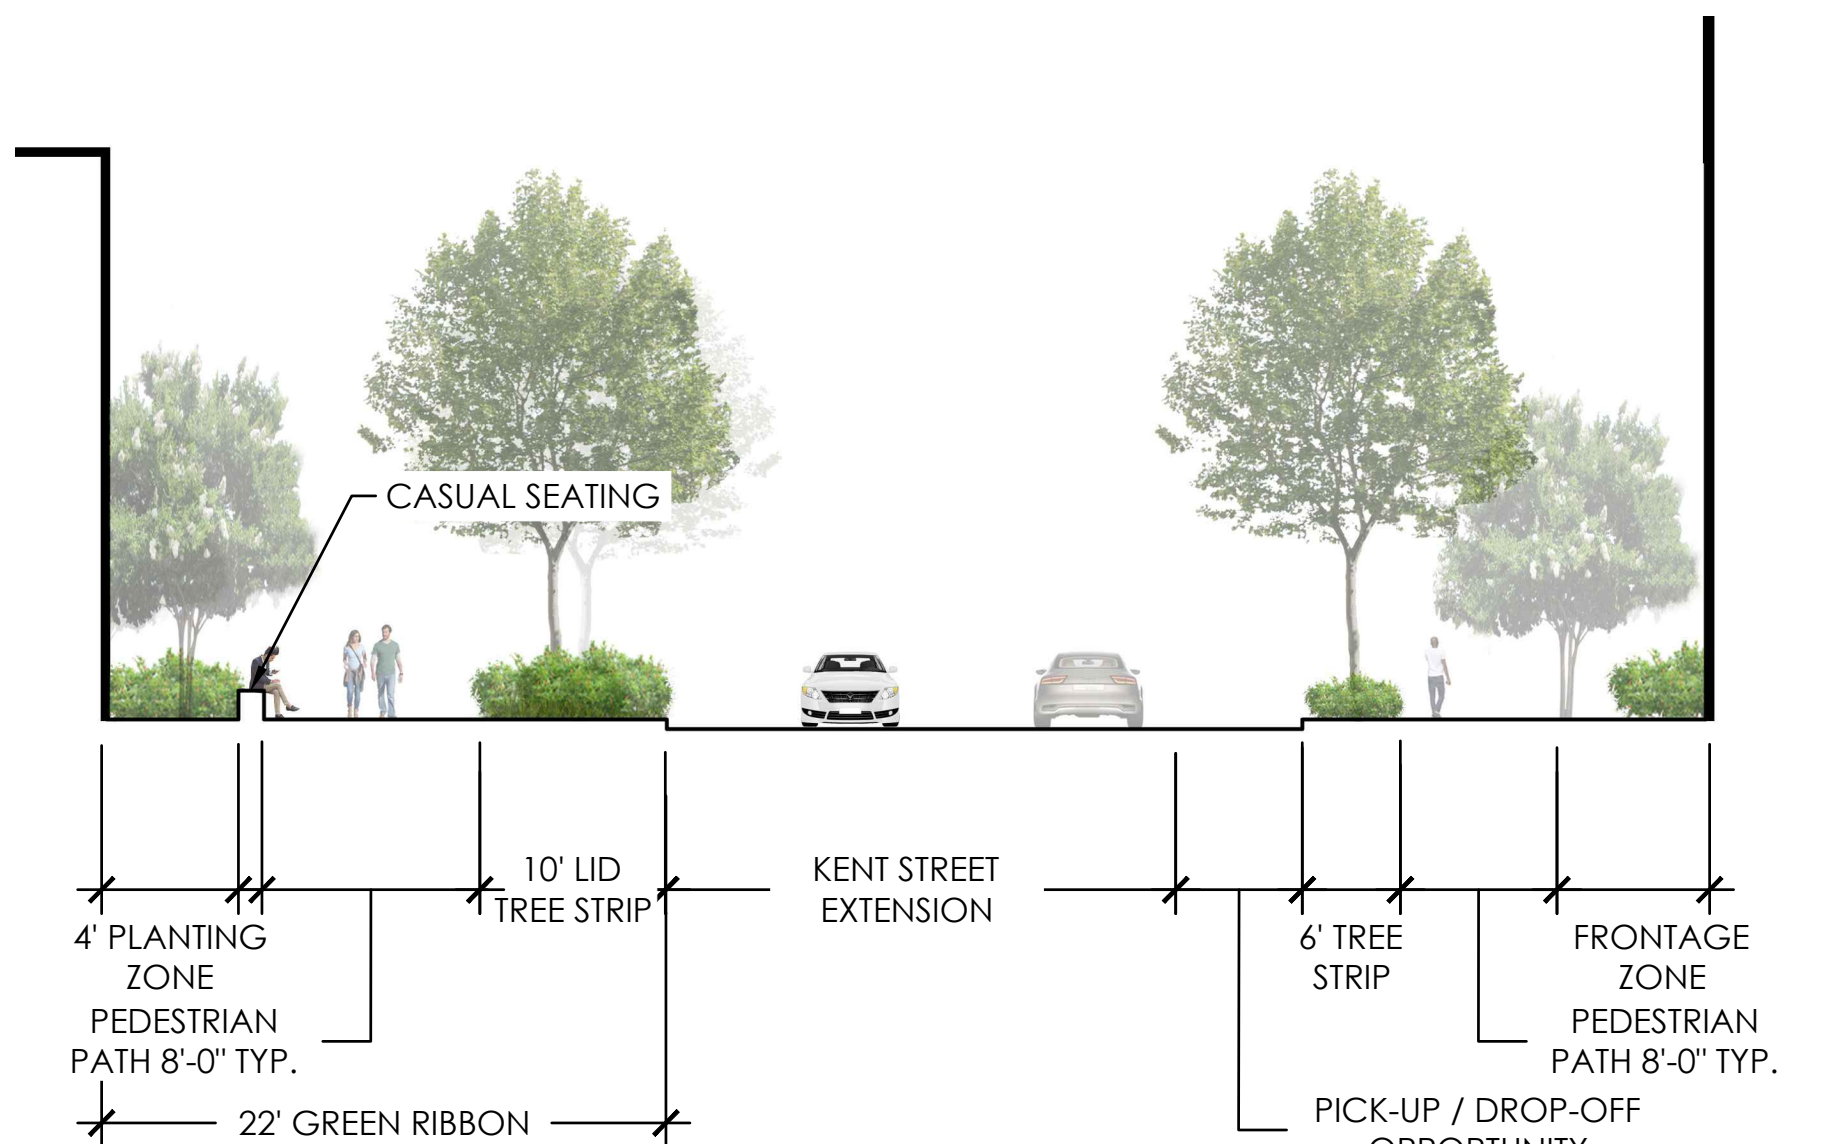 CASUAL SEATING
10' LID
TREE STRIP
KENT STREET
EXTENSION
4' PLANTING
ZONE
6' TREE
STRIP
FRONTAGE
ZONE
PEDESTRIAN
PATH 8'-0" TYP.
PEDESTRIAN
PATH 8'-0" TYP.
22' GREEN RIBBON
PICK-UP / DROP-OFF
OPPORTUNITY